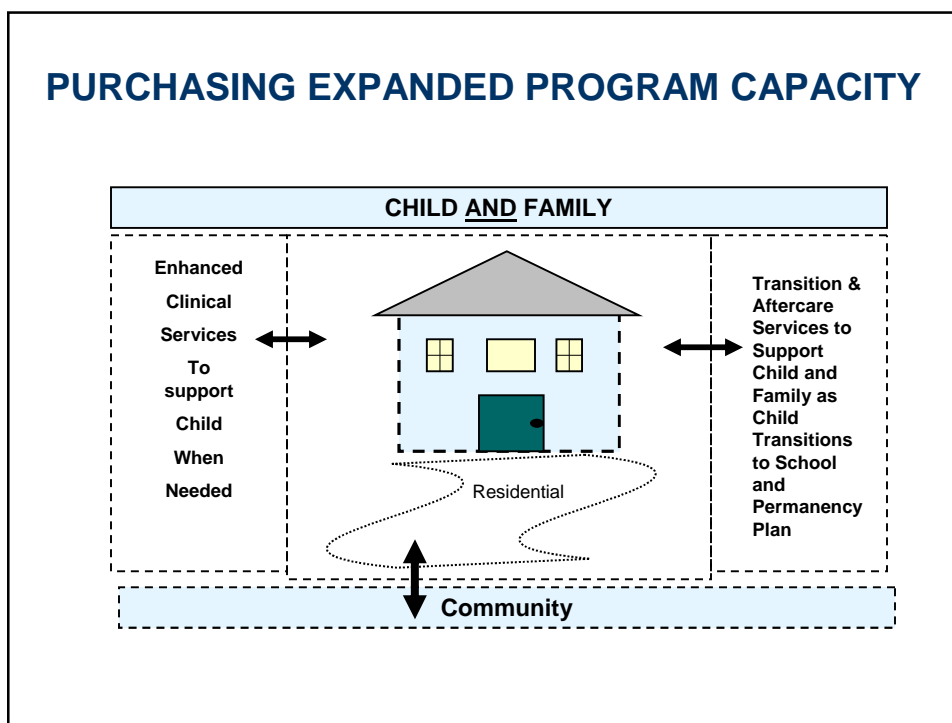 PURCHASING EXPANDED PROGRAM CAPACITY
CHILD AND FAMILY
Enhanced
Clinical
Services
To
support
Child
When
Needed
Residential
Transition &
Aftercare
Services to
Support
Child and
Family as
Child
Transitions
to School
and
Permanency
Plan
Community